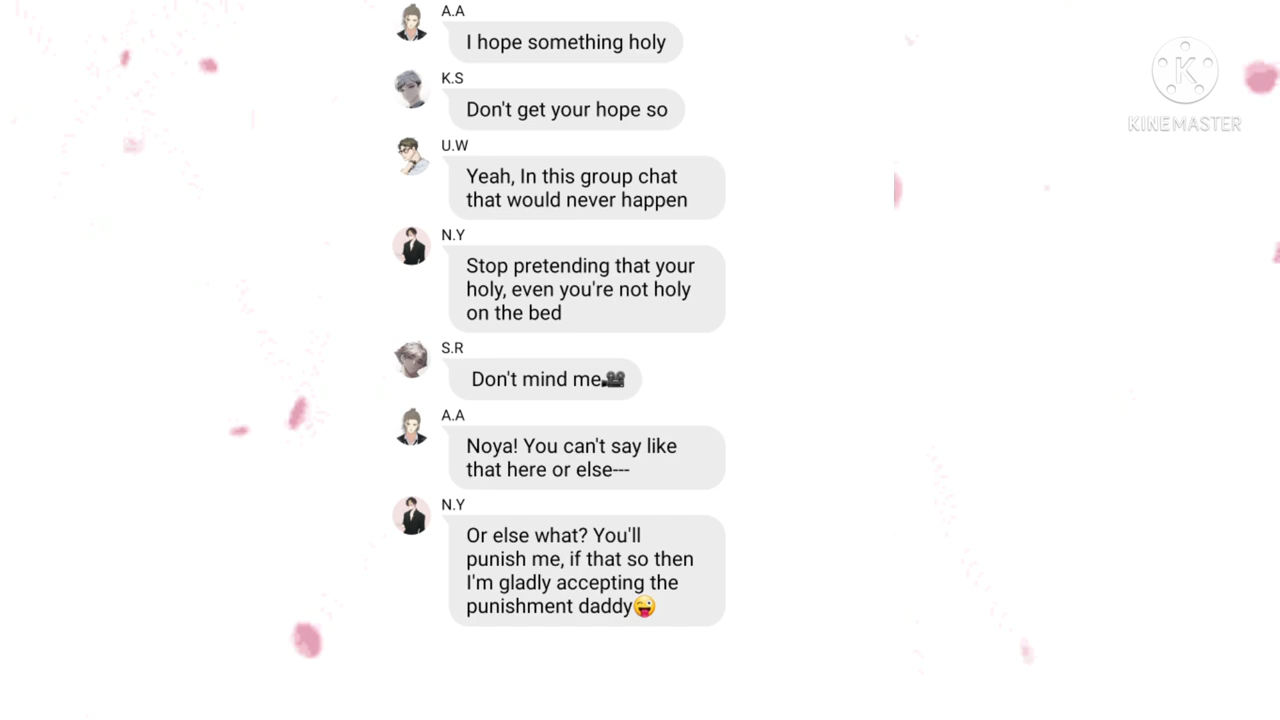 A.A
I hope something holy
K.S
Don't get your hope so
U.W
Yeah, In this group chat
that would never happen
N.Y
Stop pretending that your
holy, even you're not holy
on the bed
S.R
Don't mind me🎥
A.A
Noya! You can't say like
that here or else---
N.Y
Or else what? You'll
punish me, if that so then
I'm gladly accepting the
punishment daddy😜
K
KINEMASTER